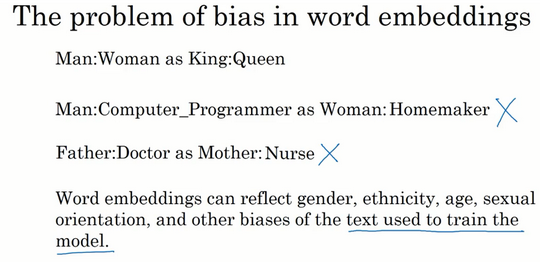 The problem of bias in word embeddings
Man:Woman as King:Queen
Man:Computer_Programmer as Woman:Homemaker
Father:Doctor as Mother:Nurse
Word embeddings can reflect gender, ethnicity, age, sexual
orientation, and other biases of the text used to train the
model.